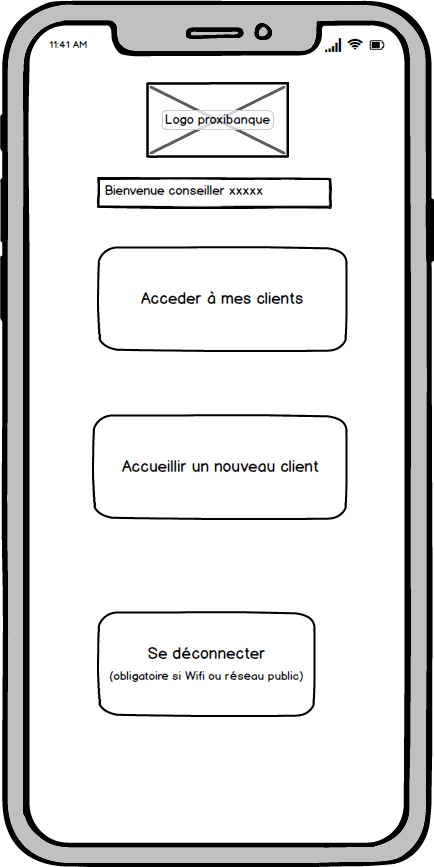 11:41 AM
Logo proxibanque
Bienvenue conseiller xxxxx
Acceder à mes clients
Accueillir un nouveau client
Se déconnecter
(obligatoire si Wifi ou réseau public)